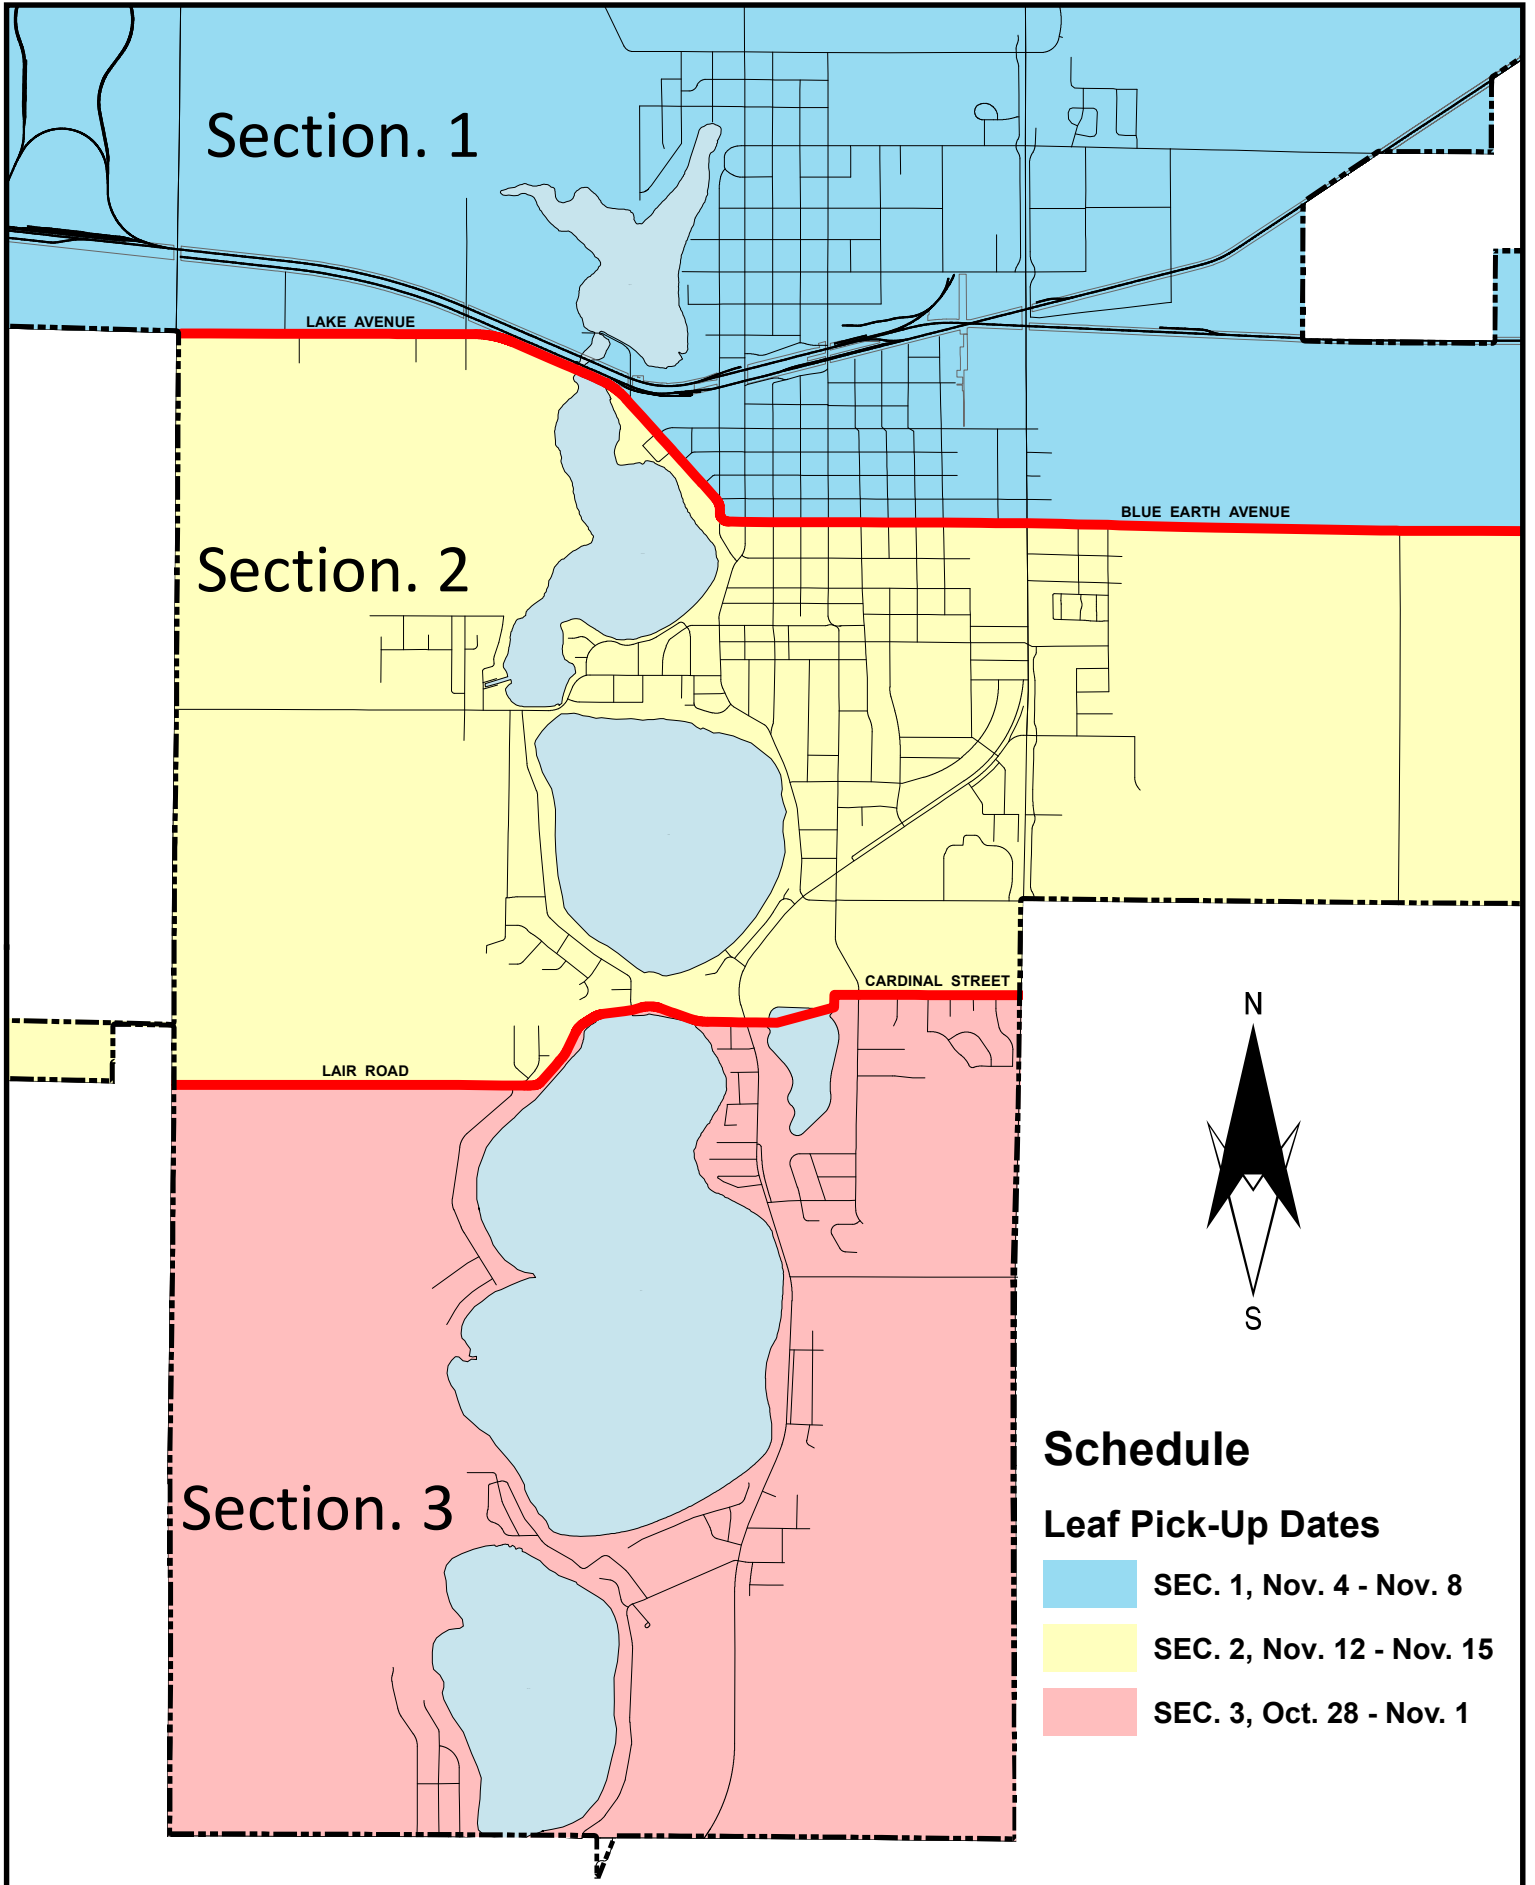 Section. 1
LAKE AVENUE
BLUE EARTH AVENUE
Section. 2
CARDINAL STREET
LAIR ROAD
N
S
Section. 3
Schedule
Leaf Pick-Up Dates
SEC. 1, Nov. 4 - Nov. 8
SEC. 2, Nov. 12 - Nov. 15
SEC. 3, Oct. 28 - Nov. 1